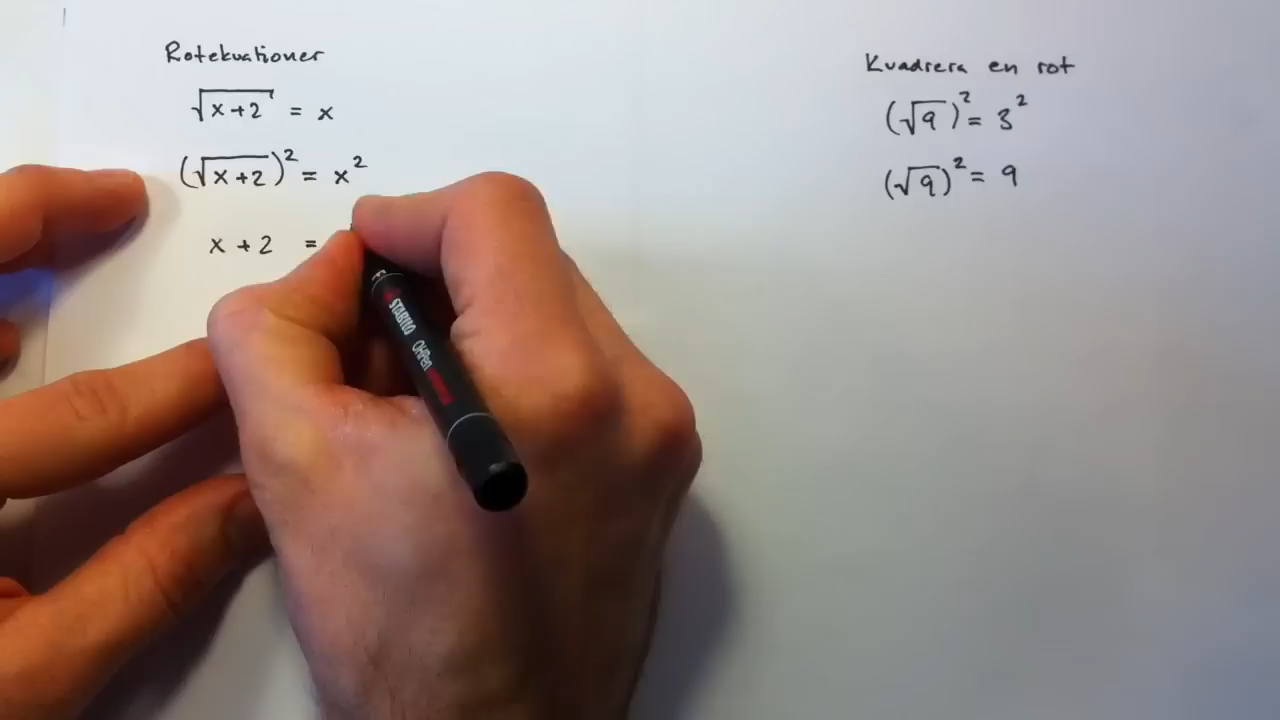 Rotekvationer
√x+2 = x
(√x+2)² = x²
x + 2 =
Kvadrera en rot
(√9)² = 3²
(√9)² = 9
STABILO OHPen